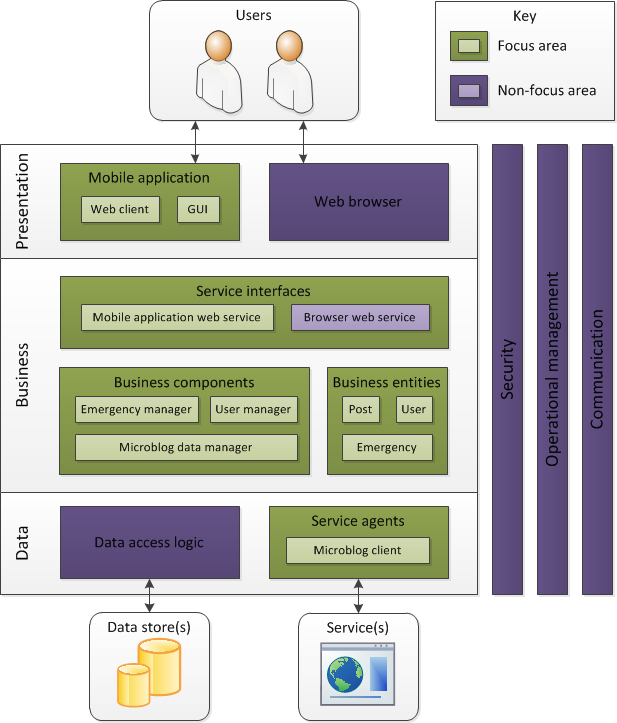 Users
Key
Focus area
Non-focus area
Presentation
Mobile application
Web client
GUI
Web browser
Business
Service interfaces
Mobile application web service
Browser web service
Business components
Emergency manager
User manager
Microblog data manager
Business entities
Post
User
Emergency
Data
Data access logic
Service agents
Microblog client
Security
Operational management
Communication
Data store(s)
Service(s)